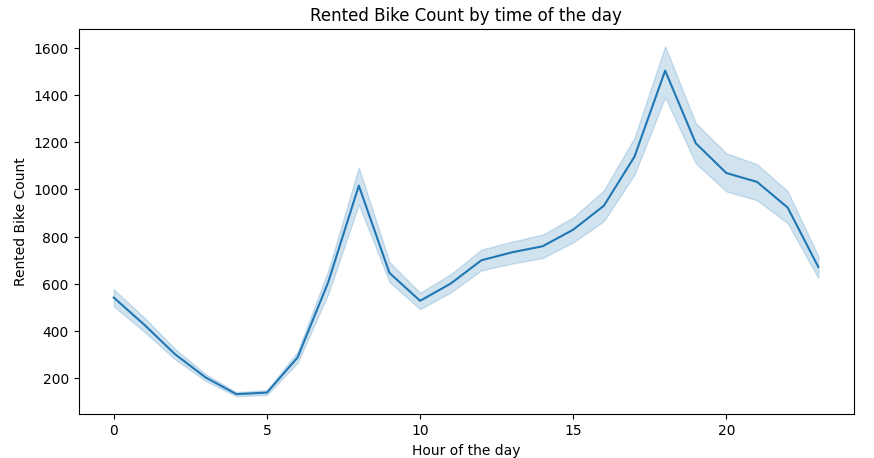 Rented Bike Count by time of the day
1600
1400
1200
1000
800
600
400
200
Rented Bike Count
0 5 10 15 20
Hour of the day